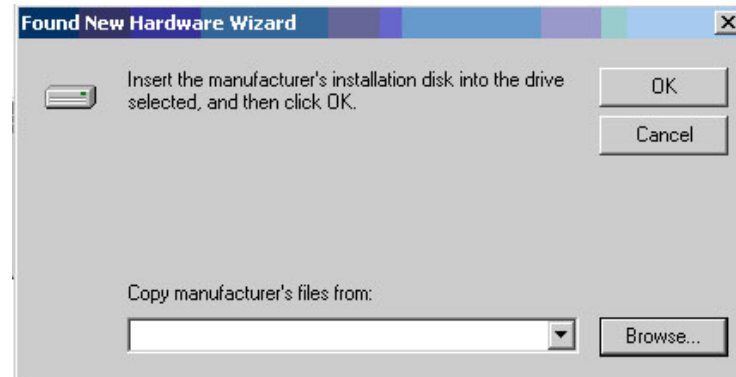 Found New Hardware Wizard
Insert the manufacturer's installation disk into the drive
selected, and then click OK.
OK
Cancel
Copy manufacturer's files from:
Browse...